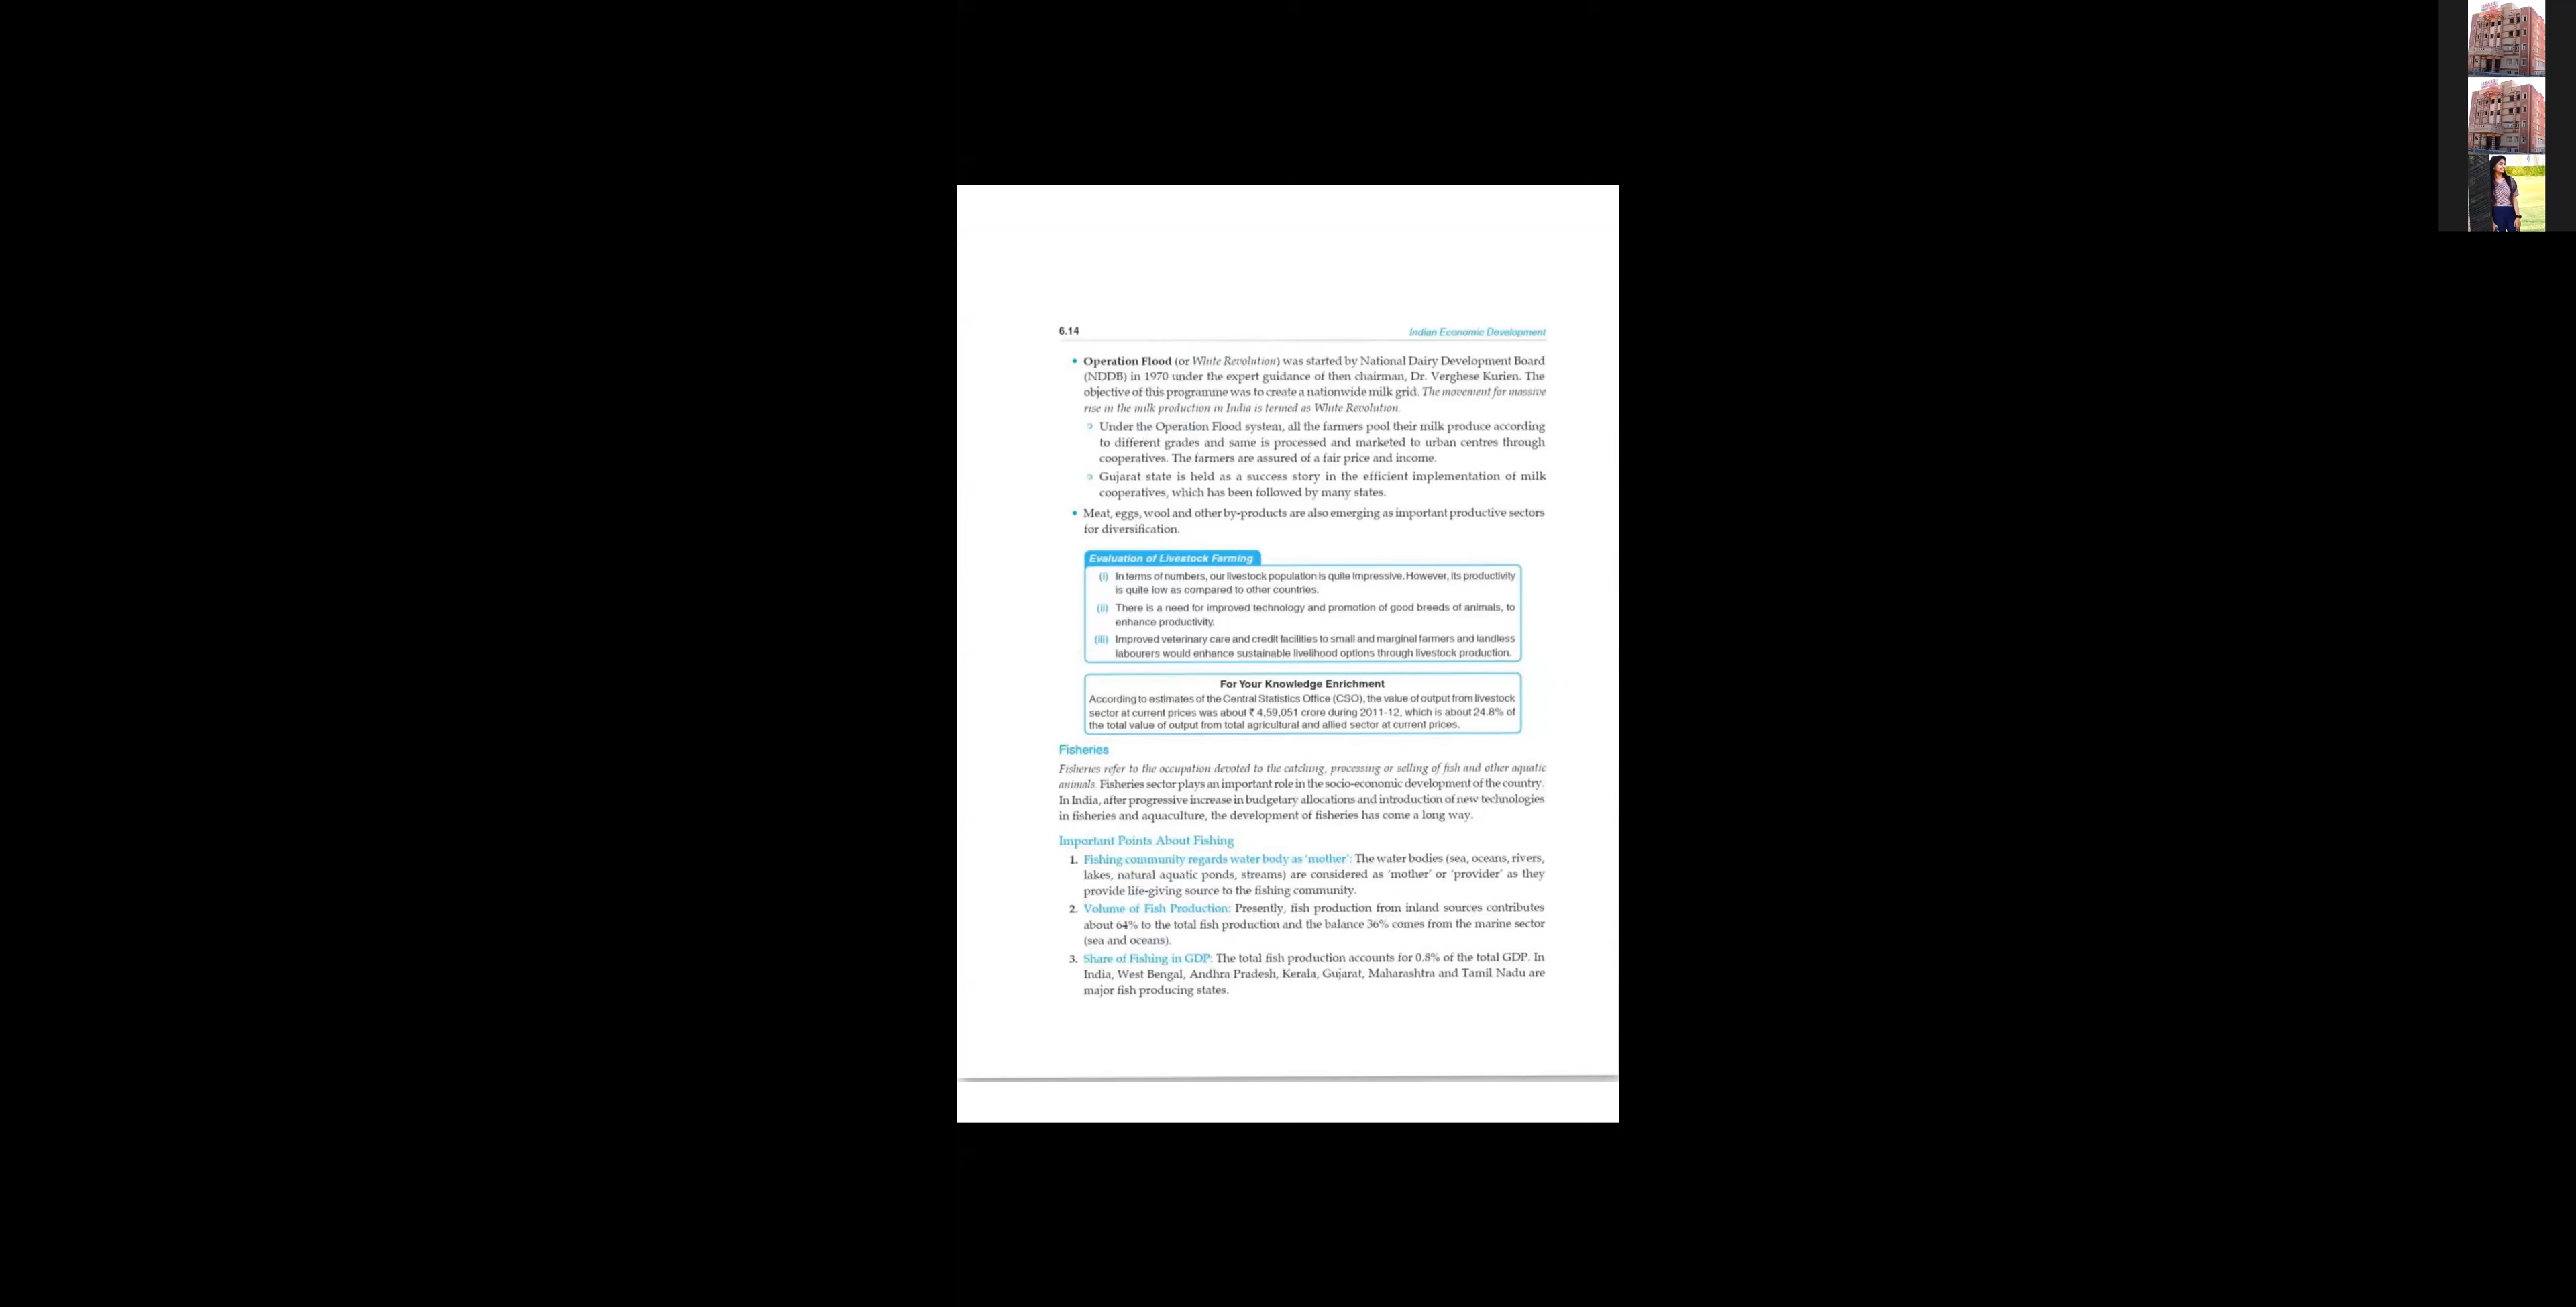 6.14 Indian Economic Development
• Operation Flood (or White Revolution) was started by National Dairy Development Board
(NDDB) in 1970 under the expert guidance of then chairman, Dr. Verghese Kurien. The
objective of this programme was to create a nationwide milk grid. The movement for massive
rise in the milk production in India is termed as White Revolution.
Under the Operation Flood system, all the farmers pool their milk produce according
to different grades and same is processed and marketed to urban centres through
cooperatives. The farmers are assured of a fair price and income.
Gujarat state is held as a success story in the efficient implementation of milk
cooperatives, which has been followed by many states.
• Meat, eggs, wool and other by-products are also emerging as important productive sectors
for diversification.
Evaluation of Livestock Farming
(i) In terms of numbers, our livestock population is quite impressive. However, its productivity
is quite low as compared to other countries.
(ii) There is a need for improved technology and promotion of good breeds of animals, to
enhance productivity.
(iii) Improved veterinary care and credit facilities to small and marginal farmers and landless
labourers would enhance sustainable livelihood options through livestock production.
For Your Knowledge Enrichment
According to estimates of the Central Statistics Office (CSO), the value of output from livestock
sector at current prices was about ₹ 4,59,051 crore during 2011-12, which is about 24.8% of
the total value of output from total agricultural and allied sector at current prices.
Fisheries
Fisheries refer to the occupation devoted to the catching, processing or selling of fish and other aquatic
animals. Fisheries sector plays an important role in the socio-economic development of the country.
In India, after progressive increase in budgetary allocations and introduction of new technologies
in fisheries and aquaculture, the development of fisheries has come a long way.
Important Points About Fishing
1. Fishing community regards water body as ‘mother’: The water bodies (sea, oceans, rivers,
lakes, natural aquatic ponds, streams) are considered as ‘mother’ or ‘provider’ as they
provide life-giving source to the fishing community.
2. Volume of Fish Production: Presently, fish production from inland sources contributes
about 64% to the total fish production and the balance 36% comes from the marine sector
(sea and oceans).
3. Share of Fishing in GDP: The total fish production accounts for 0.8% of the total GDP. In
India, West Bengal, Andhra Pradesh, Kerala, Gujarat, Maharashtra and Tamil Nadu are
major fish producing states.